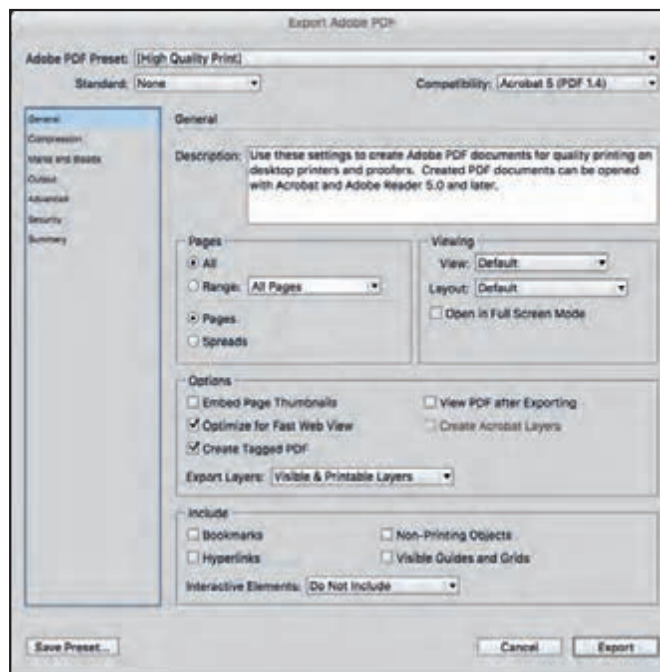 Export Adobe PDF
Adobe PDF Preset: [High Quality Print]
Standard: None
Compatibility: Acrobat 5 (PDF 1.4)
General
Compression
Marks and Bleeds
Output
Advanced
Security
Summary
General
Description: Use these settings to create Adobe PDF documents for quality printing on
desktop printers and proofers. Created PDF documents can be opened
with Acrobat and Adobe Reader 5.0 and later.
Pages
All
Range: All Pages
Pages
Spreads
Viewing
View: Default
Layout: Default
Open in Full Screen Mode
Options
Embed Page Thumbnails
View PDF after Exporting
Optimize for Fast Web View
Create Acrobat Layers
Create Tagged PDF
Export Layers: Visible & Printable Layers
Include
Bookmarks
Non-Printing Objects
Hyperlinks
Visible Guides and Grids
Interactive Elements: Do Not Include
Save Preset...
Cancel
Export